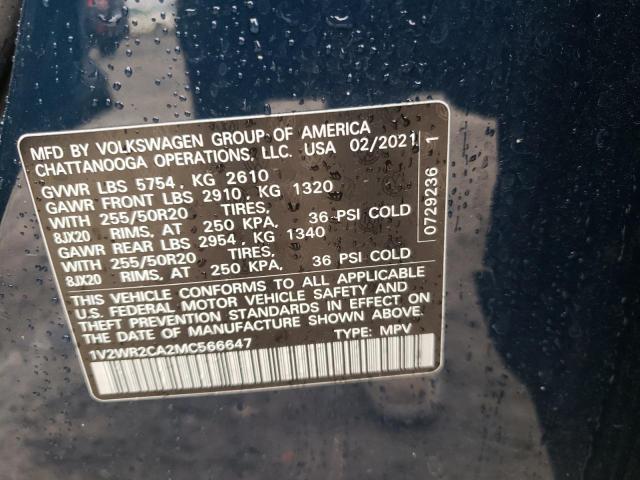 MFD BY VOLKSWAGEN GROUP OF AMERICA
CHATTANOOGA OPERATIONS, LLC. USA 02/2021
GVWR LBS 5754 , KG 2610
GAWR FRONT LBS 2910 , KG 1320
WITH 255/50R20 TIRES,
8JX20 RIMS, AT 250 KPA, 36 PSI COLD
GAWR REAR LBS 2954 , KG 1340
WITH 255/50R20 TIRES,
8JX20 RIMS, AT 250 KPA, 36 PSI COLD
THIS VEHICLE CONFORMS TO ALL APPLICABLE
U.S. FEDERAL MOTOR VEHICLE SAFETY AND
THEFT PREVENTION STANDARDS IN EFFECT ON
THE DATE OF MANUFACTURE SHOWN ABOVE.
1V2WR2CA2MC566647 TYPE: MPV
0729236 1